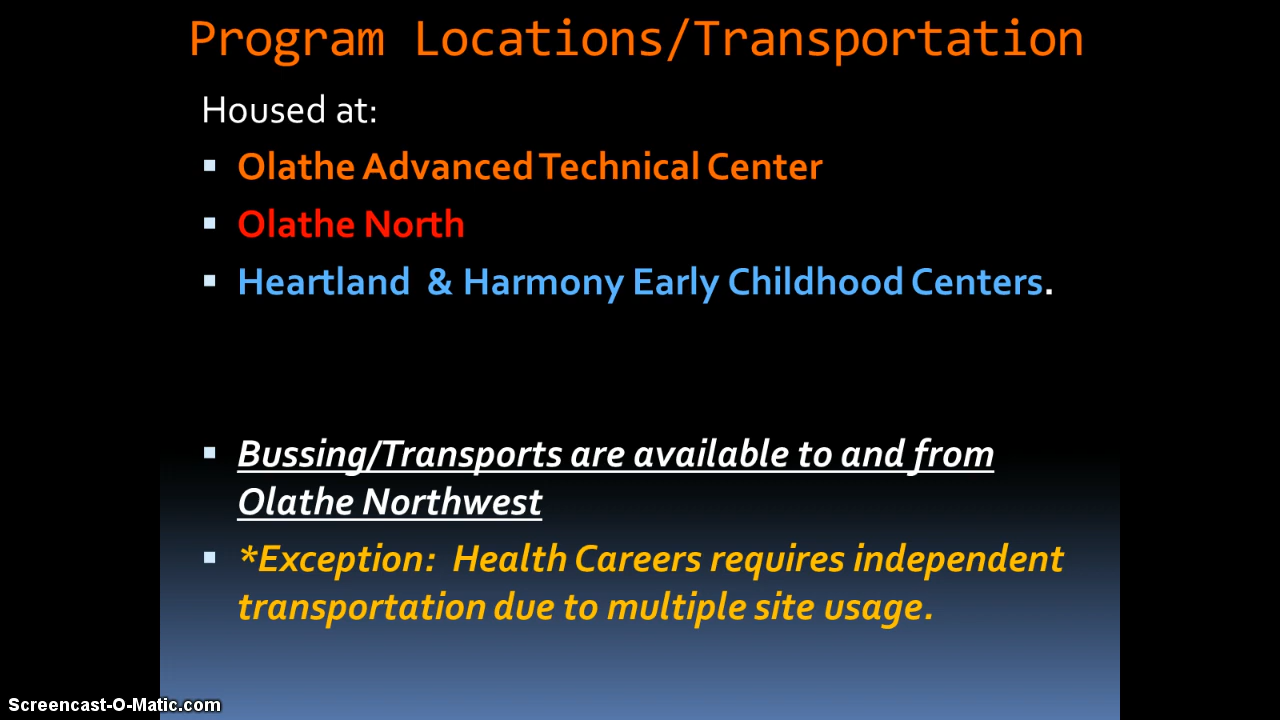 Program Locations/Transportation
Housed at:
▪ Olathe Advanced Technical Center
▪ Olathe North
▪ Heartland & Harmony Early Childhood Centers.
▪ Bussing/Transports are available to and from
Olathe Northwest
▪ *Exception: Health Careers requires independent
transportation due to multiple site usage.
Screencast-O-Matic.com